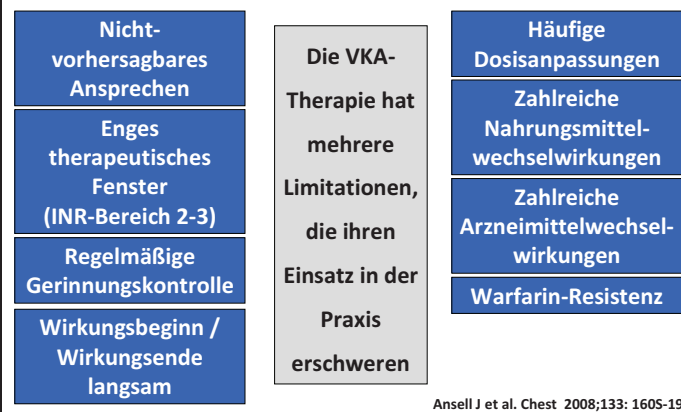 Nicht-
vorhersagbares
Ansprechen
Enges
therapeutisches
Fenster
(INR-Bereich 2-3)
Regelmäßige
Gerinnungskontrolle
Wirkungsbeginn /
Wirkungsende
langsam
Die VKA-
Therapie hat
mehrere
Limitationen,
die ihren
Einsatz in der
Praxis
erschweren
Häufige
Dosisanpassungen
Zahlreiche
Nahrungsmittel-
wechselwirkungen
Zahlreiche
Arzneimittelwechsel-
wirkungen
Warfarin-Resistenz
Ansell J et al. Chest 2008;133: 160S-19